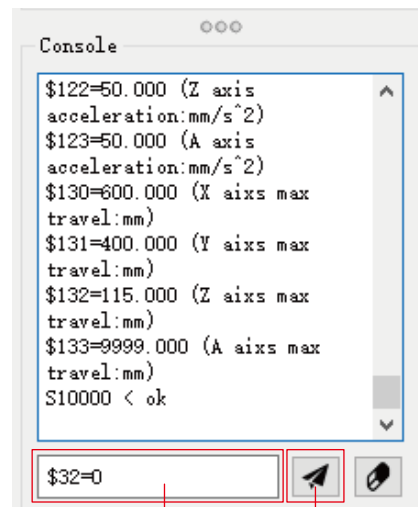 Console
$122=50.000 (Z axis
acceleration:mm/s^2)
$123=50.000 (A axis
acceleration:mm/s^2)
$130=600.000 (X aixs max
travel:mm)
$131=400.000 (Y aixs max
travel:mm)
$132=115.000 (Z aixs max
travel:mm)
$133=9999.000 (A aixs max
travel:mm)
S10000 < ok
$32=0